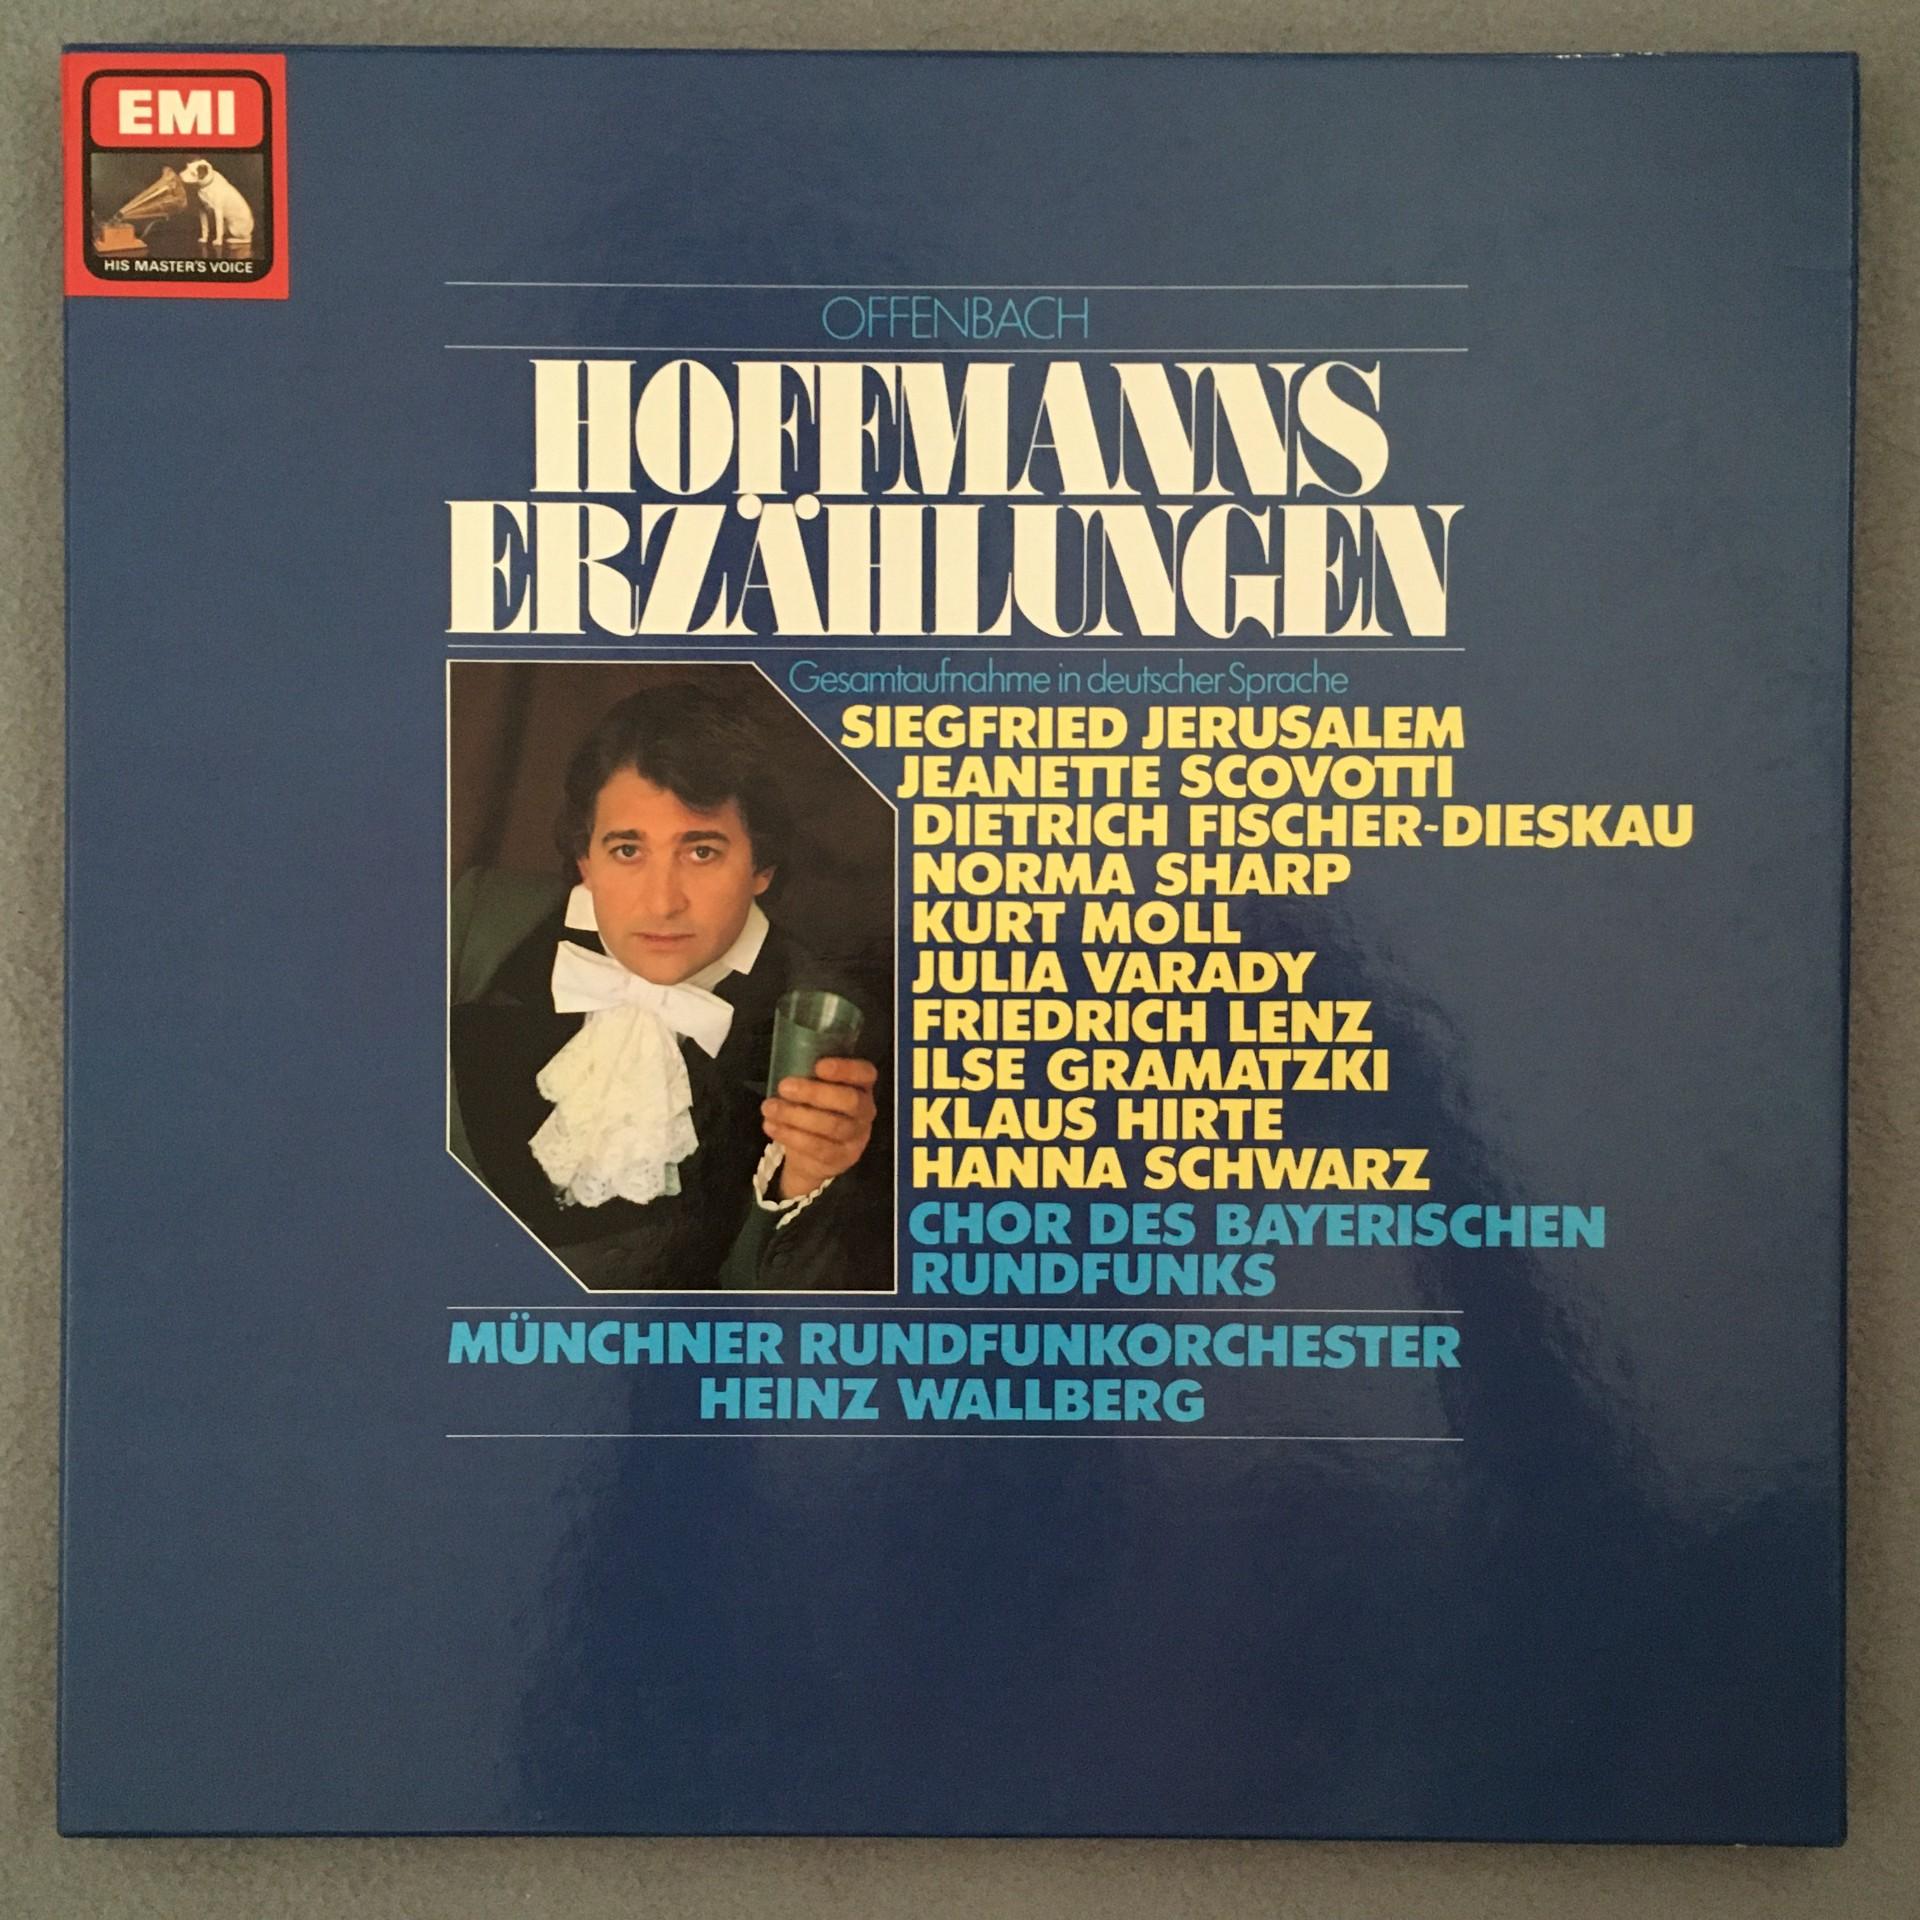 EMI
HIS MASTER'S VOICE
OFFENBACH
HOFFMANNS
ERZÄHLUNGEN
Gesamtaufnahme in deutscher Sprache
SIEGFRIED JERUSALEM
JEANETTE SCOVOTTI
DIETRICH FISCHER-DIESKAU
NORMA SHARP
KURT MOLL
JULIA VARADY
FRIEDRICH LENZ
ILSE GRAMATZKI
KLAUS HIRTE
HANNA SCHWARZ
CHOR DES BAYERISCHEN
RUNDFUNKS
MÜNCHNER RUNDFUNKORCHESTER
HEINZ WALLBERG